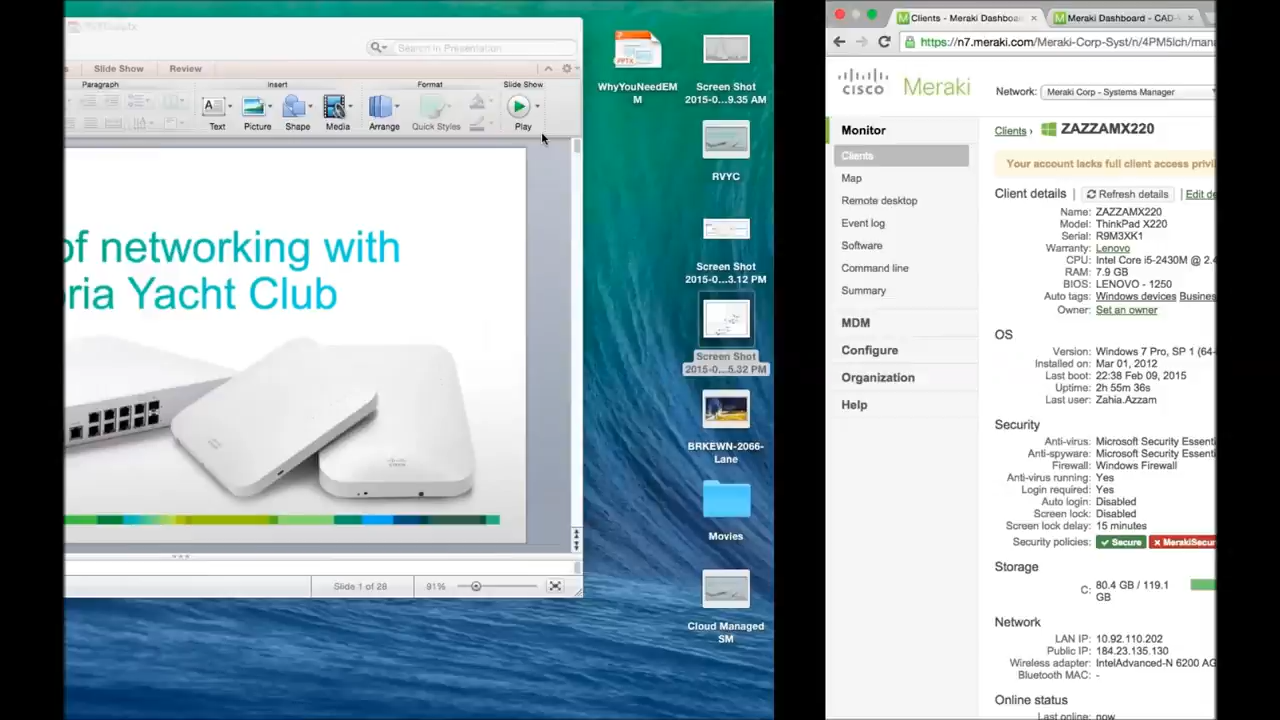 Search in Presentation
Slide Show
Review
Paragraph
Insert
Format
Slide Show
Text
Picture
Shape
Media
Arrange
Quick Styles
Play
of networking with
oria Yacht Club
Slide 1 of 28
91%
WhyYouNeedEM
M
Screen Shot
2015-0...9.35 AM
RVYC
Screen Shot
2015-0...3.12 PM
Screen Shot
2015-0...5.32 PM
BRKEWN-2066-
Lane
Movies
Cloud Managed
SM
Clients - Meraki Dashboa
Meraki Dashboard - CAD-
https://n7.meraki.com/Meraki-Corp-Syst/n/4PM5lch/man
cisco Meraki
Network: Meraki Corp - Systems Manager
Monitor
Clients
Map
Remote desktop
Event log
Software
Command line
Summary
MDM
Configure
Organization
Help
Clients › ZAZZAMX220
Your account lacks full client access privi
Client details | Refresh details | Edit de
Name: ZAZZAMX220
Model: ThinkPad X220
Serial: R9M3XK1
Warranty: Lenovo
CPU: Intel Core i5-2430M @ 2.4
RAM: 7.9 GB
BIOS: LENOVO - 1250
Auto tags: Windows devices Busines
Owner: Set an owner
OS
Version: Windows 7 Pro, SP 1 (64-
Installed on: Mar 01, 2012
Last boot: 22:38 Feb 09, 2015
Uptime: 2h 55m 36s
Last user: Zahia.Azzam
Security
Anti-virus: Microsoft Security Essenti
Anti-spyware: Microsoft Security Essenti
Firewall: Windows Firewall
Anti-virus running: Yes
Login required: Yes
Auto login: Disabled
Screen lock: Disabled
Screen lock delay: 15 minutes
Security policies: Secure MerakiSecur
Storage
C: 80.4 GB / 119.1
GB
Network
LAN IP: 10.92.110.202
Public IP: 184.23.135.130
Wireless adapter: IntelAdvanced-N 6200 AG
Bluetooth MAC: -
Online status
Last online: now